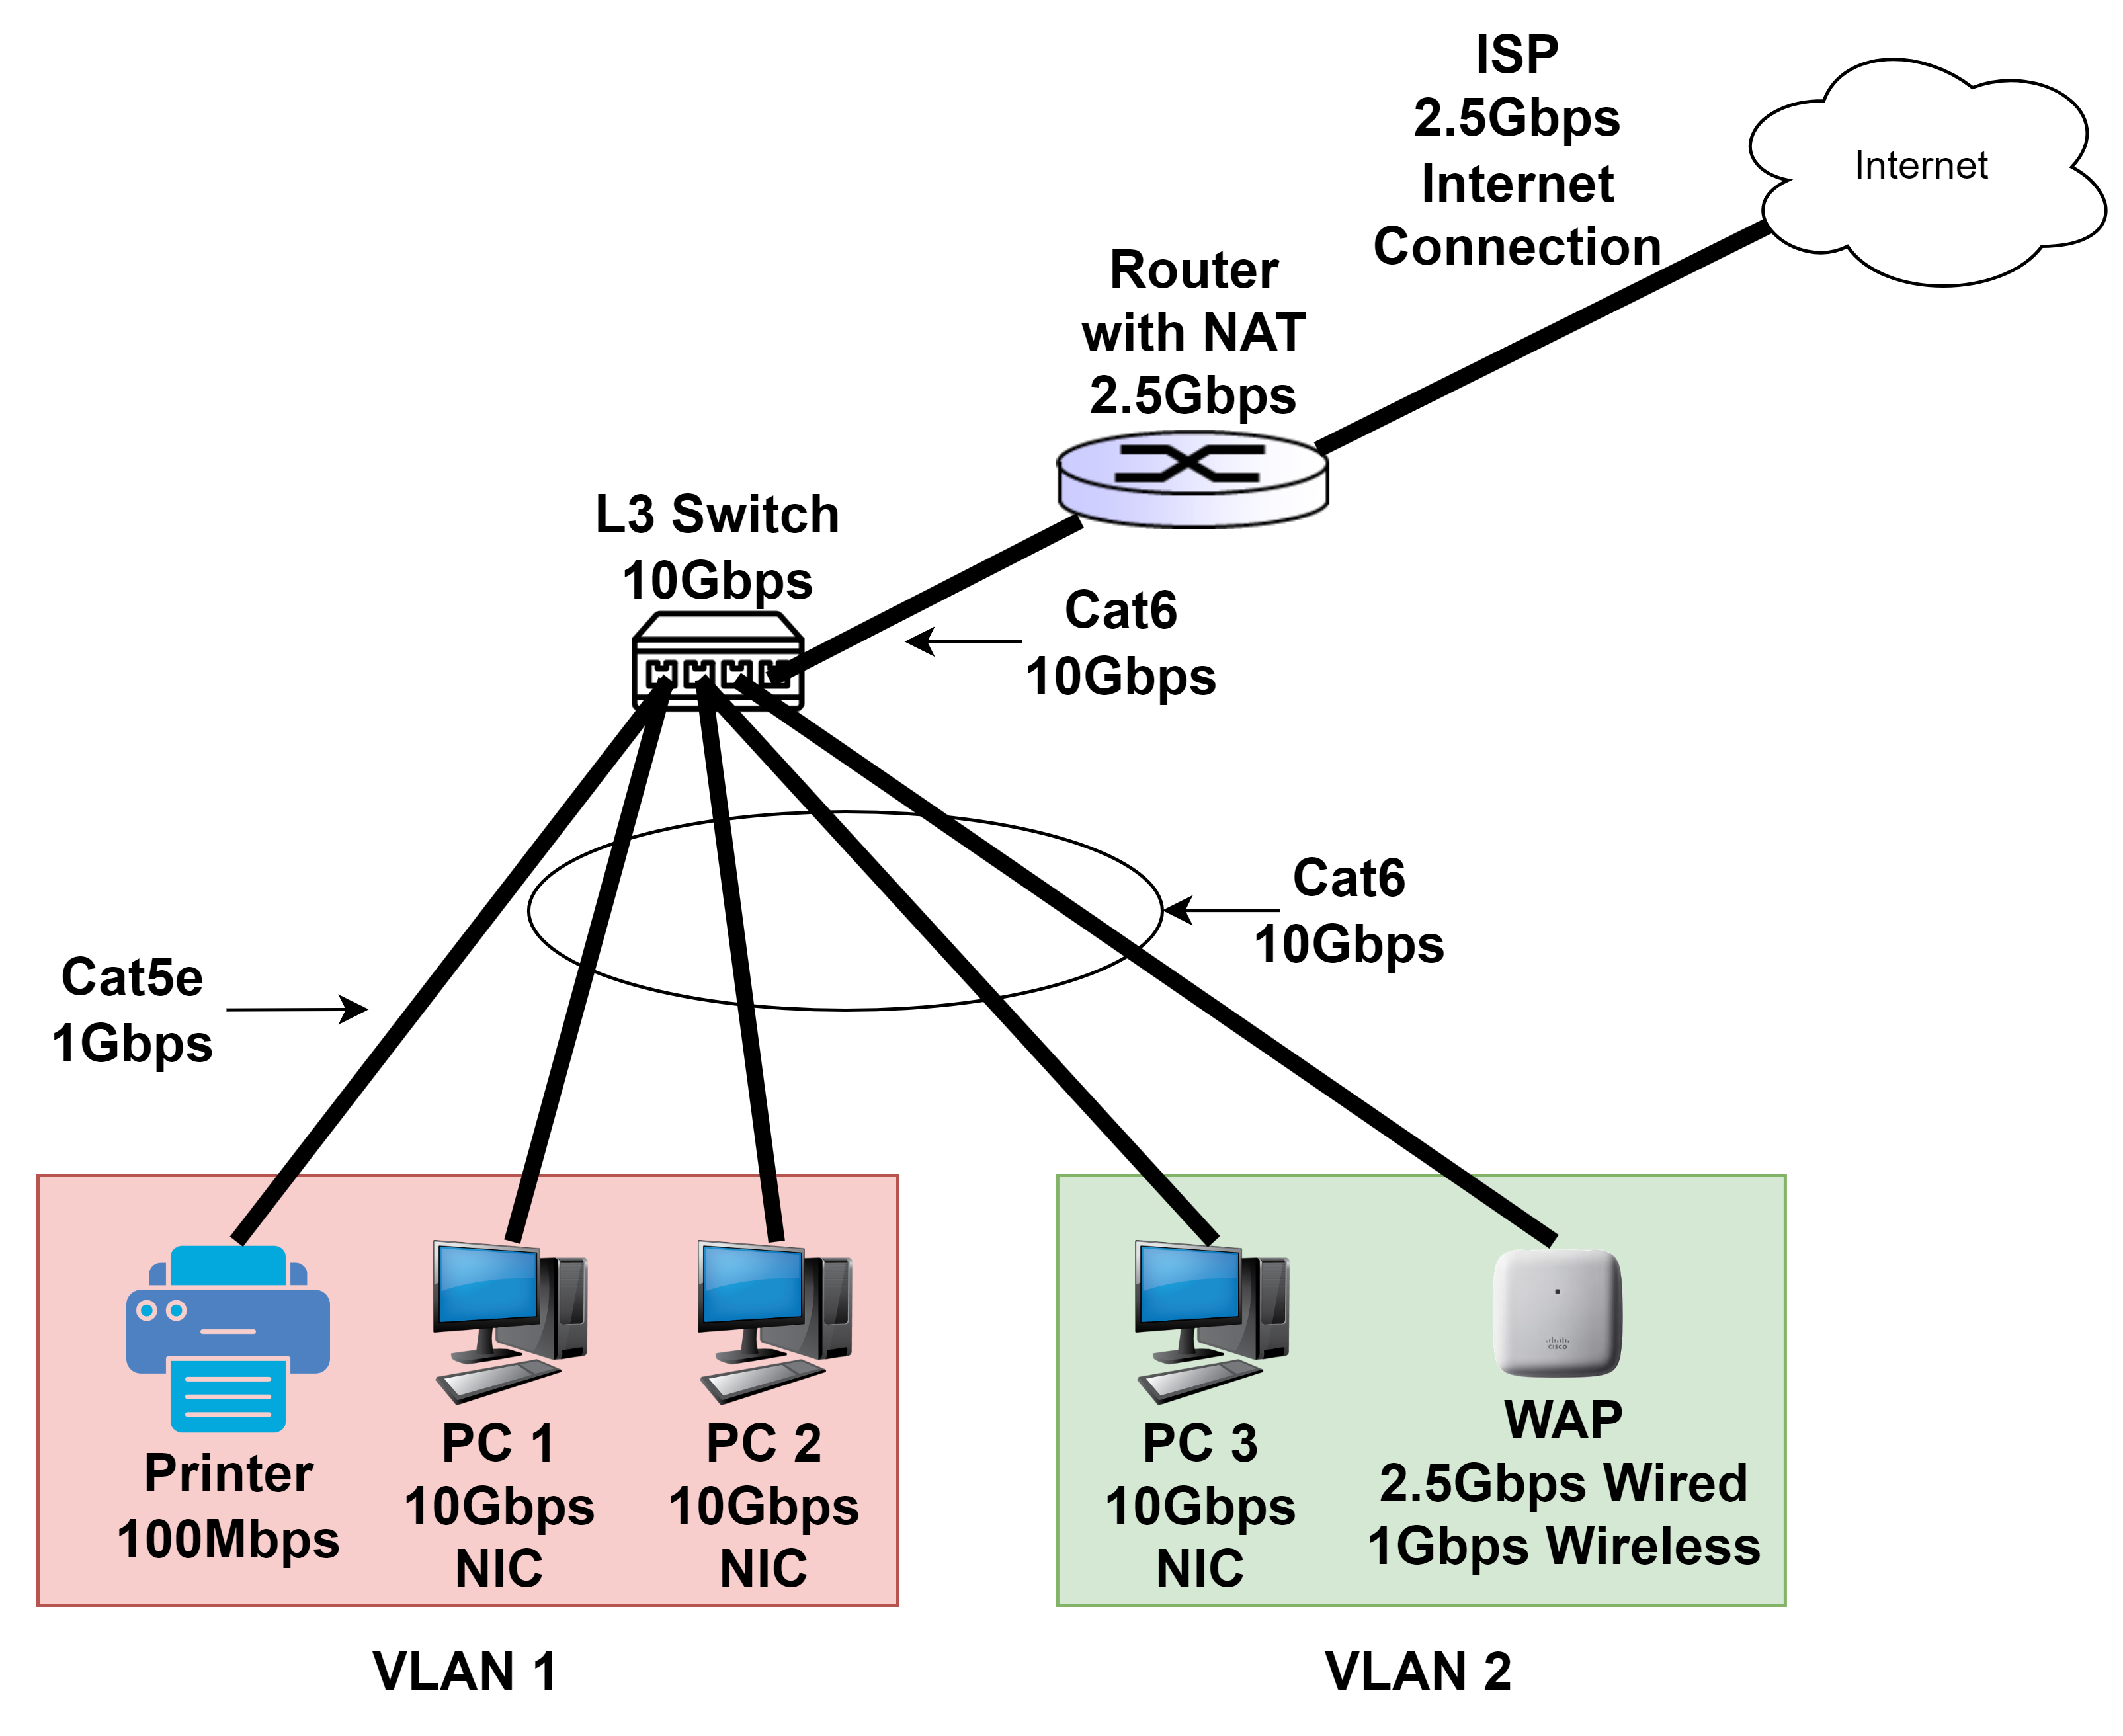 ISP
2.5Gbps
Internet
Connection
Internet
Router
with NAT
2.5Gbps
L3 Switch
10Gbps
Cat6
10Gbps
Cat6
10Gbps
Cat5e
1Gbps
Printer
100Mbps
PC 1
10Gbps
NIC
PC 2
10Gbps
NIC
PC 3
10Gbps
NIC
CISCO
WAP
2.5Gbps Wired
1Gbps Wireless
VLAN 1
VLAN 2